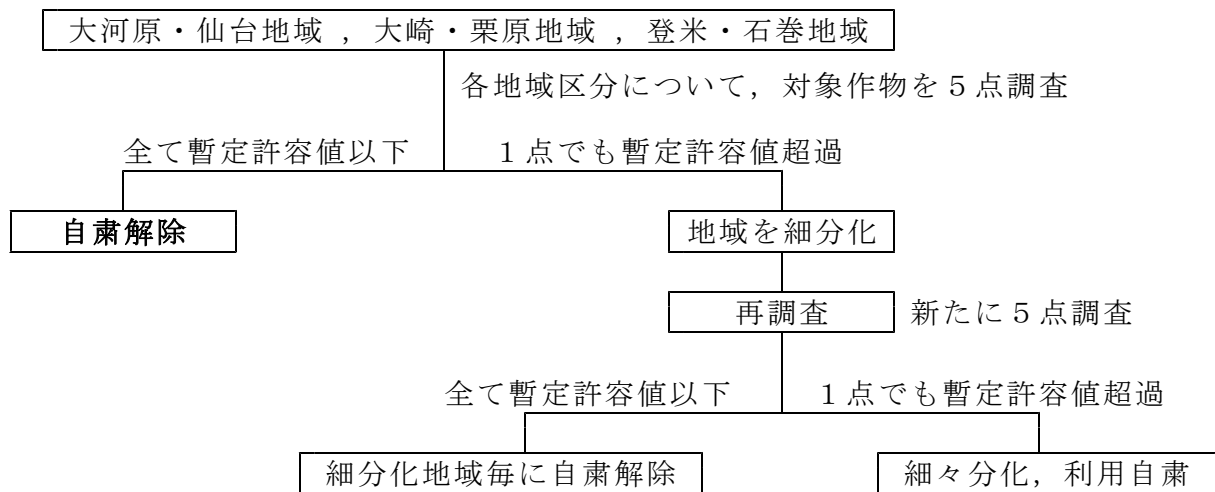 大河原・仙台地域 ，大崎・栗原地域 ，登米・石巻地域
各地域区分について，対象作物を５点調査
全て暫定許容値以下
１点でも暫定許容値超過
自粛解除
地域を細分化
再調査
新たに５点調査
全て暫定許容値以下
１点でも暫定許容値超過
細分化地域毎に自粛解除
細々分化，利用自粛